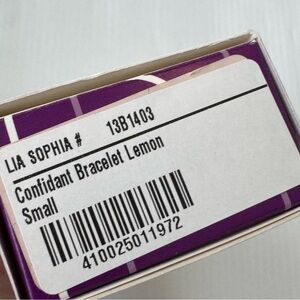 LIA SOPHIA # 13B1403
Confidant Bracelet Lemon
Small
410025011972